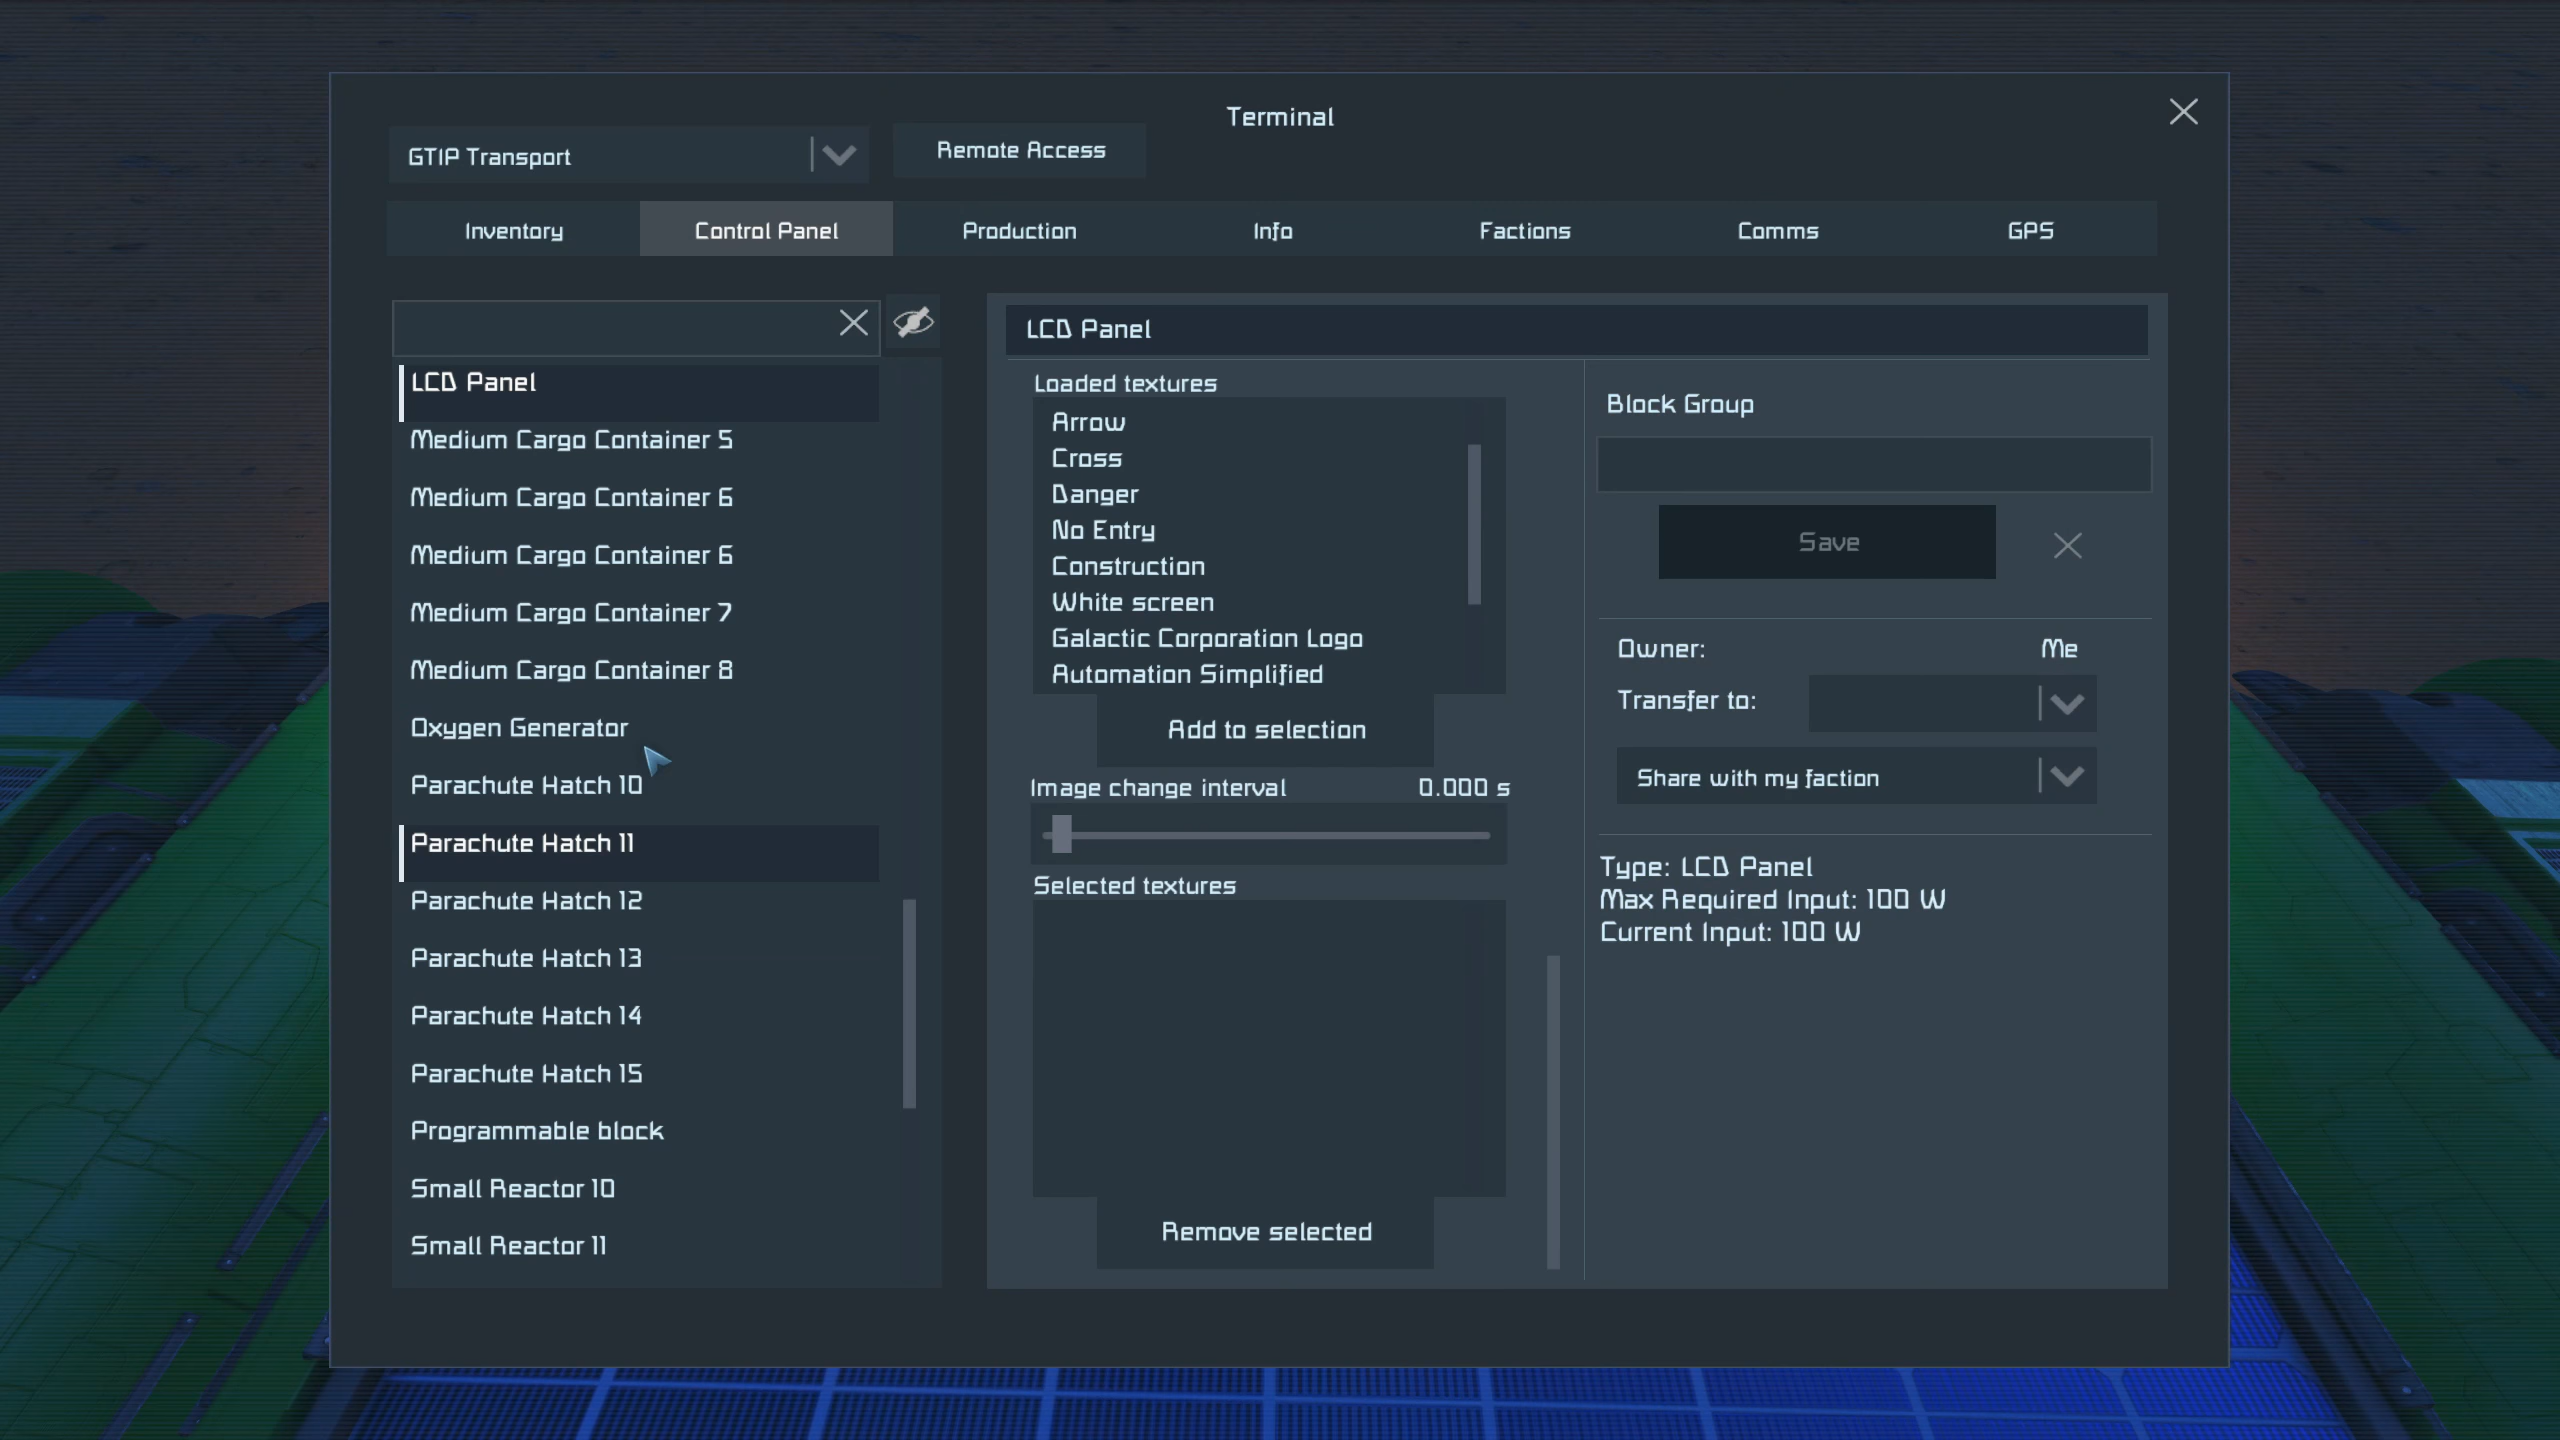 Terminal
GTIP Transport
Remote Access
Inventory
Control Panel
Production
Info
Factions
Comms
GPS
LCD Panel
Medium Cargo Container 5
Medium Cargo Container 6
Medium Cargo Container 6
Medium Cargo Container 7
Medium Cargo Container 8
Oxygen Generator
Parachute Hatch 10
Parachute Hatch 11
Parachute Hatch 12
Parachute Hatch 13
Parachute Hatch 14
Parachute Hatch 15
Programmable block
Small Reactor 10
Small Reactor 11
LCD Panel
Loaded textures
Arrow
Cross
Danger
No Entry
Construction
White screen
Galactic Corporation Logo
Automation Simplified
Add to selection
Image change interval 0.000 s
Selected textures
Remove selected
Block Group
Save
Owner: Me
Transfer to:
Share with my faction
Type: LCD Panel
Max Required Input: 100 W
Current Input: 100 W